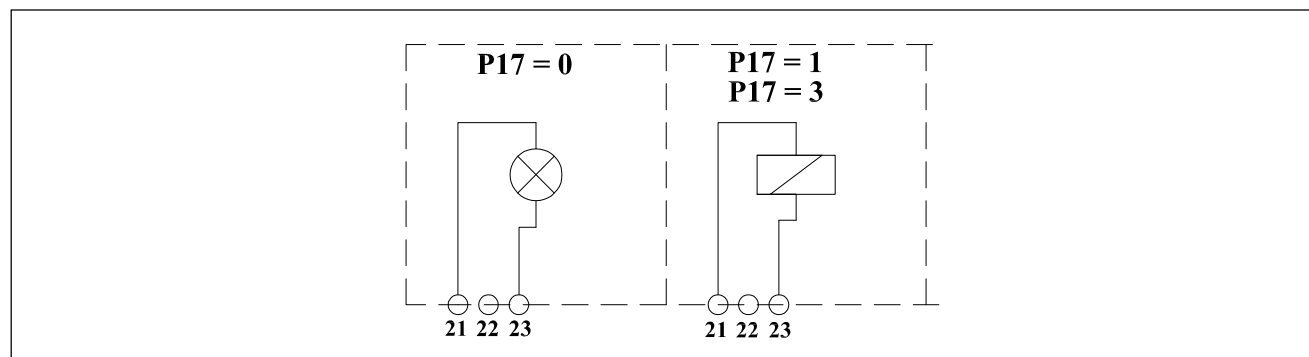 P17 = 0
P17 = 1
P17 = 3
21 22 23
21 22 23